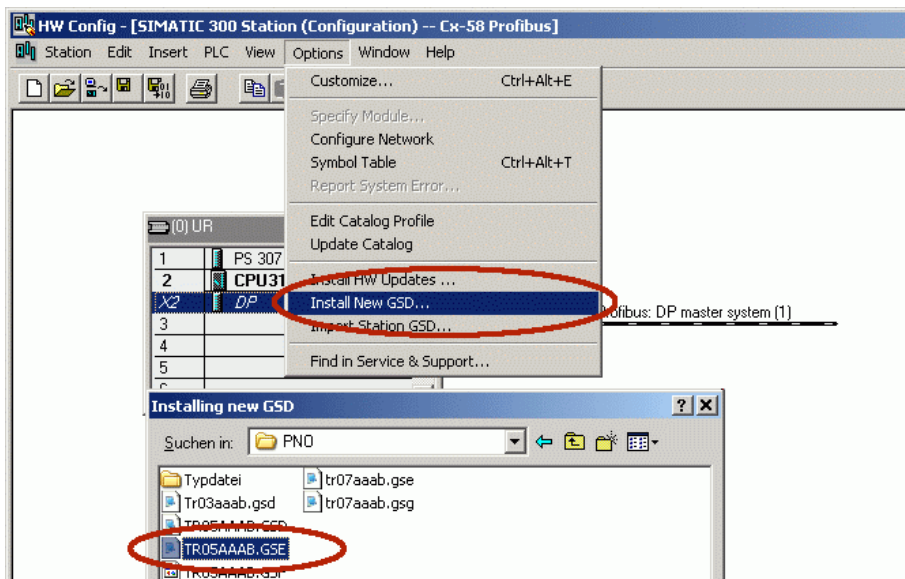 HW Config - [SIMATIC 300 Station (Configuration) -- Cx-58 Profibus]
Station Edit Insert PLC View Options Window Help
Customize... Ctrl+Alt+E
Specify Module...
Configure Network
Symbol Table Ctrl+Alt+T
Report System Error...
Edit Catalog Profile
Update Catalog
Install HW Updates ...
Install New GSD...
Import Station GSD...
Find in Service & Support...
(0) UR
1 PS 307
2 CPU31
X2 DP
3
4
5
rofibus: DP master system (1)
Installing new GSD
Suchen in: PNO
Typdatei
Tr03aaab.gsd
TR05AAAB.GSD
TR05AAAB.GSE
tr07aaab.gse
tr07aaab.gsg